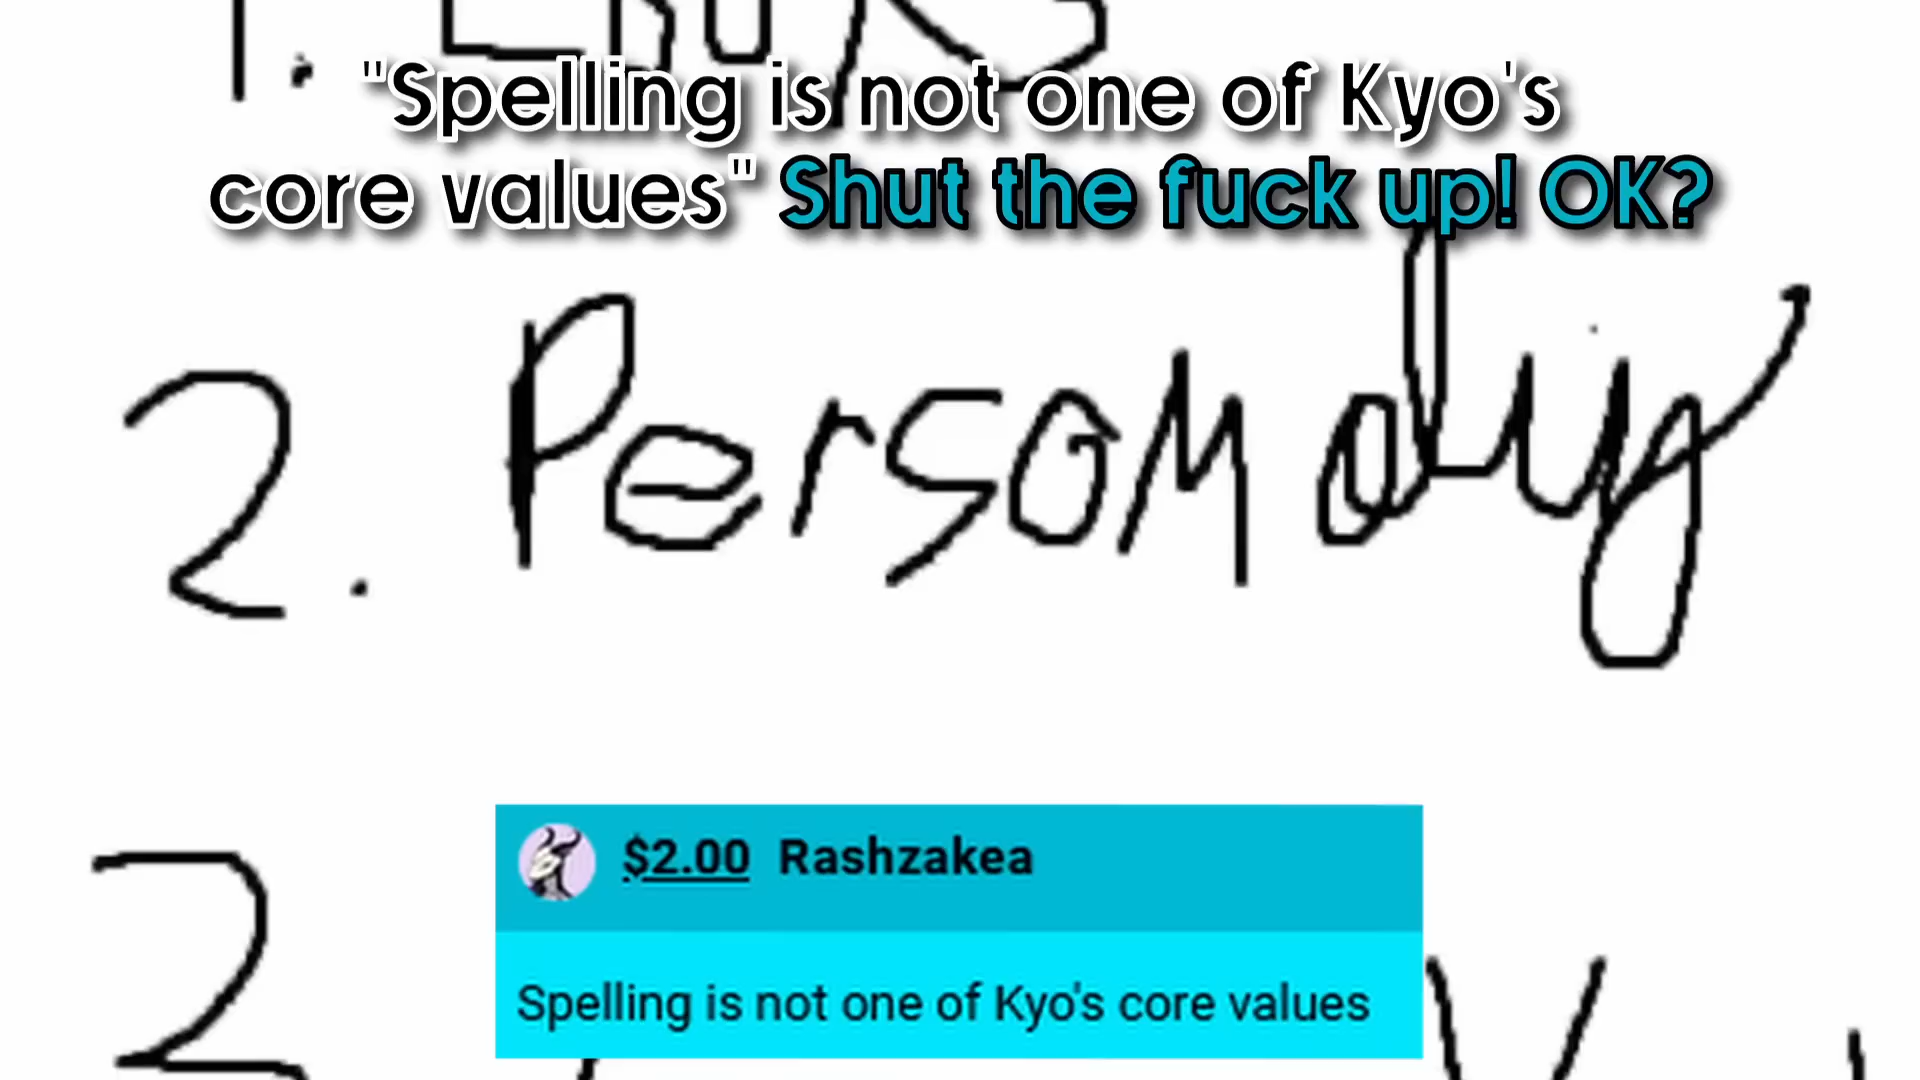 1.
"Spelling is not one of Kyo's
core values" Shut the fuck up! OK?
2.
$2.00 Rashzakea
Spelling is not one of Kyo's core values